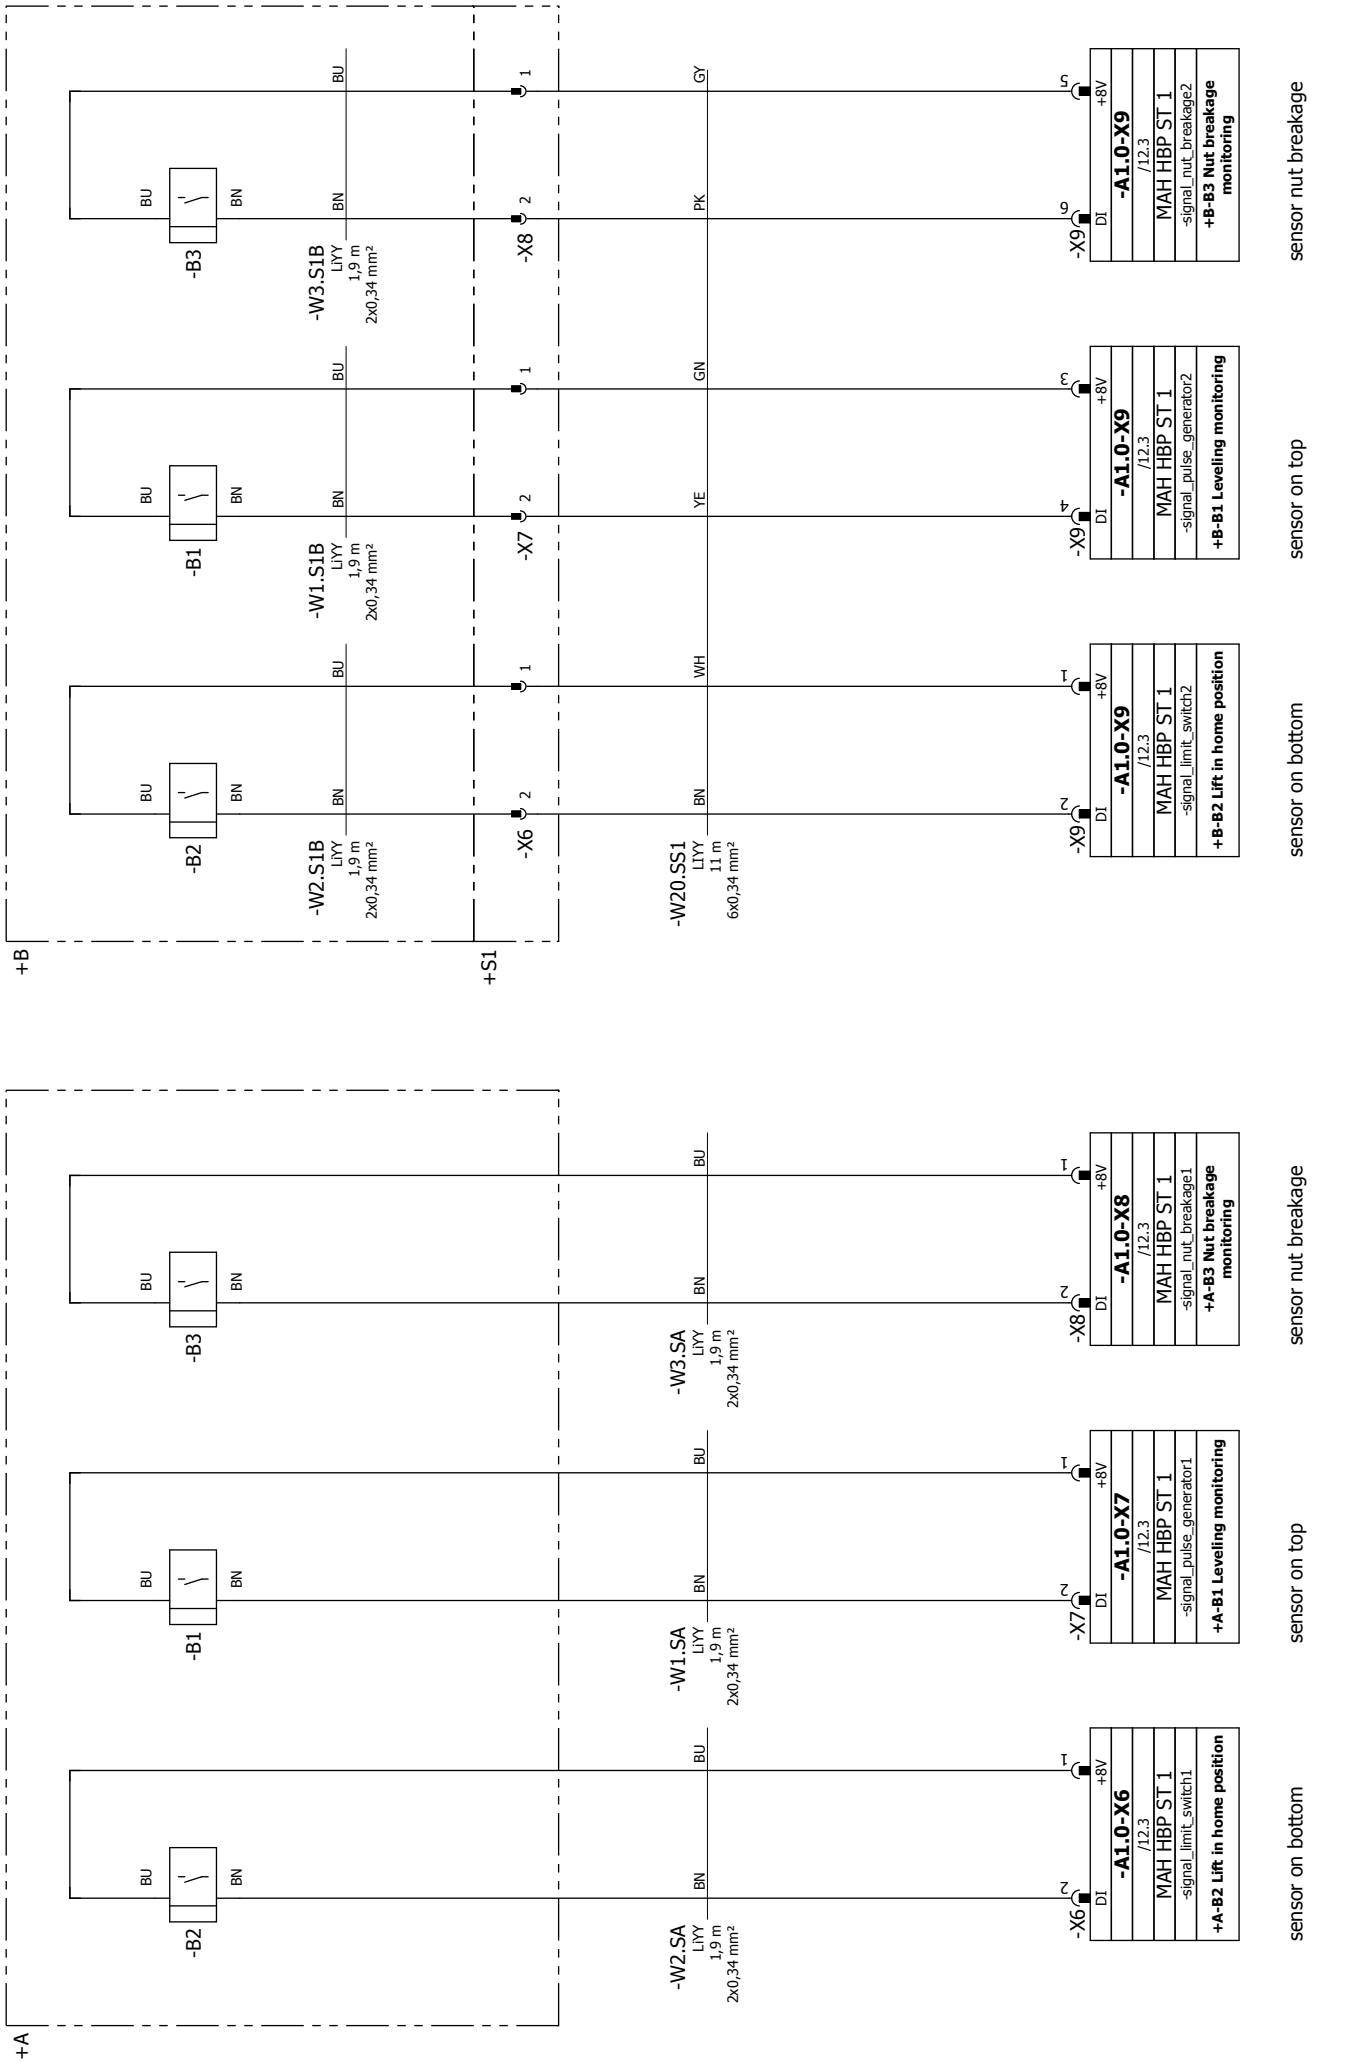 +A
-B2
BU
BN
-W2.SA
LiYY
1,9 m
2x0,34 mm²
BN
BU
-X6
2
1
DI
+8V
-A1.0-X6
/12.3
MAH HBP ST 1
-signal_limit_switch1
+A-B2 Lift in home position
sensor on bottom
-B1
BU
BN
-W1.SA
LiYY
1,9 m
2x0,34 mm²
BN
BU
-X7
2
1
DI
+8V
-A1.0-X7
/12.3
MAH HBP ST 1
-signal_pulse_generator1
+A-B1 Leveling monitoring
sensor on top
-B3
BU
BN
-W3.SA
LiYY
1,9 m
2x0,34 mm²
BN
BU
-X8
2
1
DI
+8V
-A1.0-X8
/12.3
MAH HBP ST 1
-signal_nut_breakage1
+A-B3 Nut breakage
monitoring
sensor nut breakage
+B
+S1
-B2
BU
BN
-W2.S1B
LiYY
1,9 m
2x0,34 mm²
BN
BU
-X6
2
1
-W20.SS1
LIYY
11 m
6x0,34 mm²
BN
WH
-X9
2
1
DI
+8V
-A1.0-X9
/12.3
MAH HBP ST 1
-signal_limit_switch2
+B-B2 Lift in home position
sensor on bottom
-B1
BU
BN
-W1.S1B
LiYY
1,9 m
2x0,34 mm²
BN
BU
-X7
2
1
YE
GN
-X9
4
3
DI
+8V
-A1.0-X9
/12.3
MAH HBP ST 1
-signal_pulse_generator2
+B-B1 Leveling monitoring
sensor on top
-B3
BU
BN
-W3.S1B
LiYY
1,9 m
2x0,34 mm²
BN
BU
-X8
2
1
PK
GY
-X9
6
5
DI
+8V
-A1.0-X9
/12.3
MAH HBP ST 1
-signal_nut_breakage2
+B-B3 Nut breakage
monitoring
sensor nut breakage